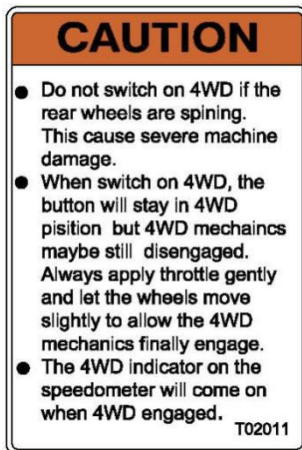 CAUTION
● Do not switch on 4WD if the
rear wheels are spining.
This cause severe machine
damage.
● When switch on 4WD, the
button will stay in 4WD
pisition but 4WD mechaincs
maybe still disengaged.
Always apply throttle gently
and let the wheels move
slightly to allow the 4WD
mechanics finally engage.
● The 4WD indicator on the
speedometer will come on
when 4WD engaged.
T02011